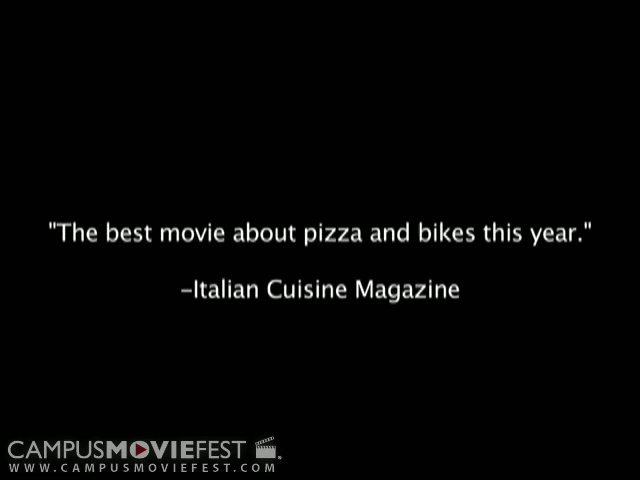 "The best movie about pizza and bikes this year."
–Italian Cuisine Magazine
CAMPUSMOVIEFEST
WWW.CAMPUSMOVIEFEST.COM